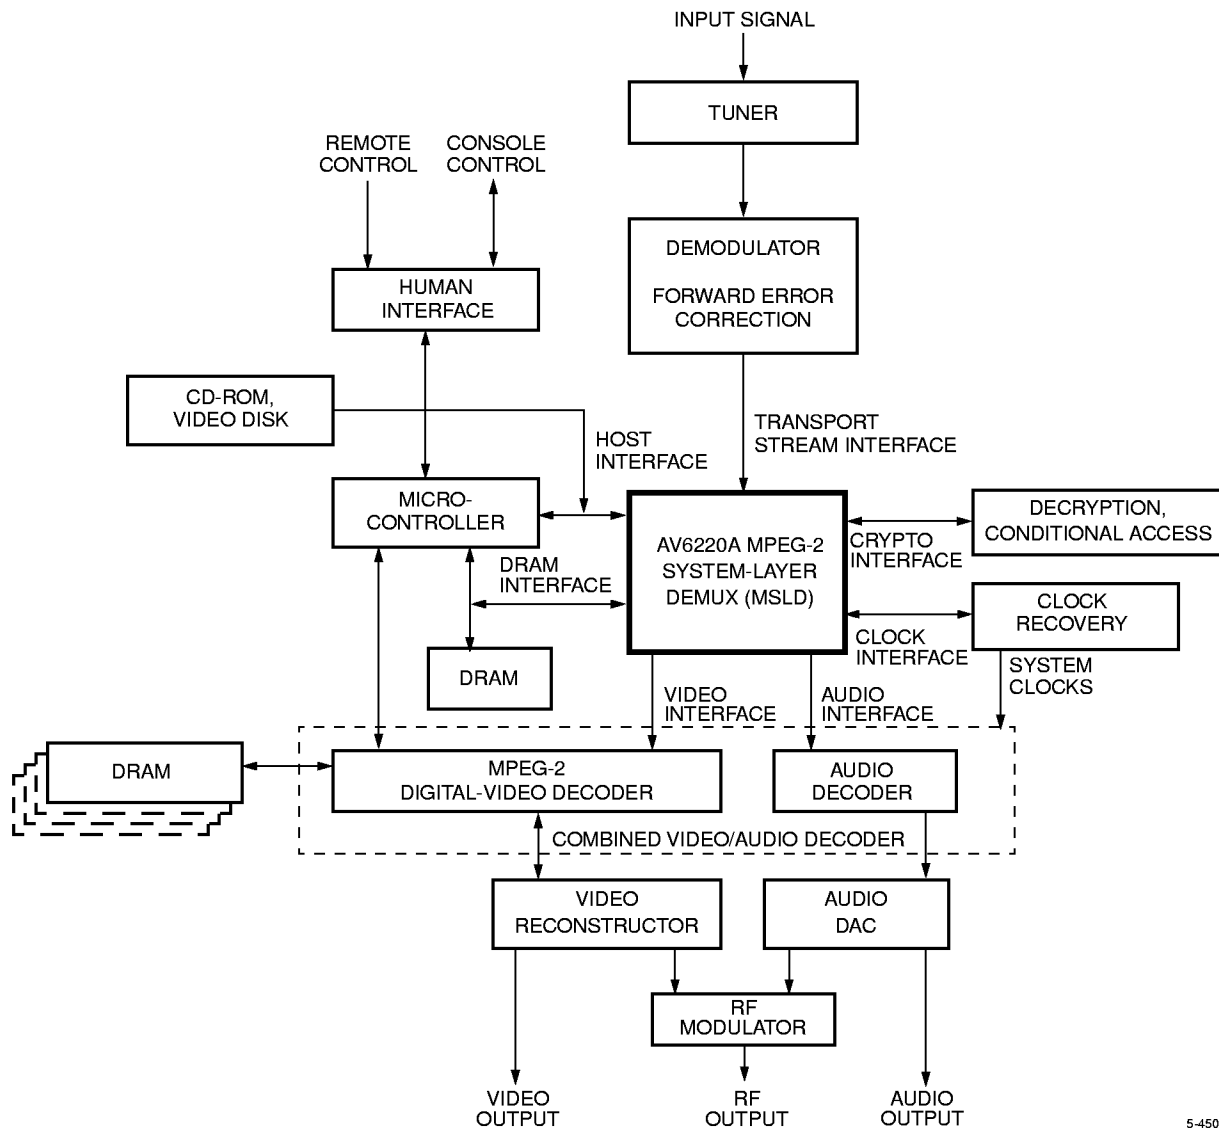 INPUT SIGNAL
TUNER
REMOTE
CONTROL
CONSOLE
CONTROL
DEMODULATOR
FORWARD ERROR
CORRECTION
HUMAN
INTERFACE
CD-ROM,
VIDEO DISK
HOST
INTERFACE
TRANSPORT
STREAM INTERFACE
MICRO-
CONTROLLER
DRAM
INTERFACE
AV6220A MPEG-2
SYSTEM-LAYER
DEMUX (MSLD)
CRYPTO
INTERFACE
DECRYPTION,
CONDITIONAL ACCESS
CLOCK
INTERFACE
CLOCK
RECOVERY
SYSTEM
CLOCKS
DRAM
VIDEO
INTERFACE
AUDIO
INTERFACE
DRAM
MPEG-2
DIGITAL-VIDEO DECODER
AUDIO
DECODER
COMBINED VIDEO/AUDIO DECODER
VIDEO
RECONSTRUCTOR
AUDIO
DAC
RF
MODULATOR
VIDEO
OUTPUT
RF
OUTPUT
AUDIO
OUTPUT
5-450